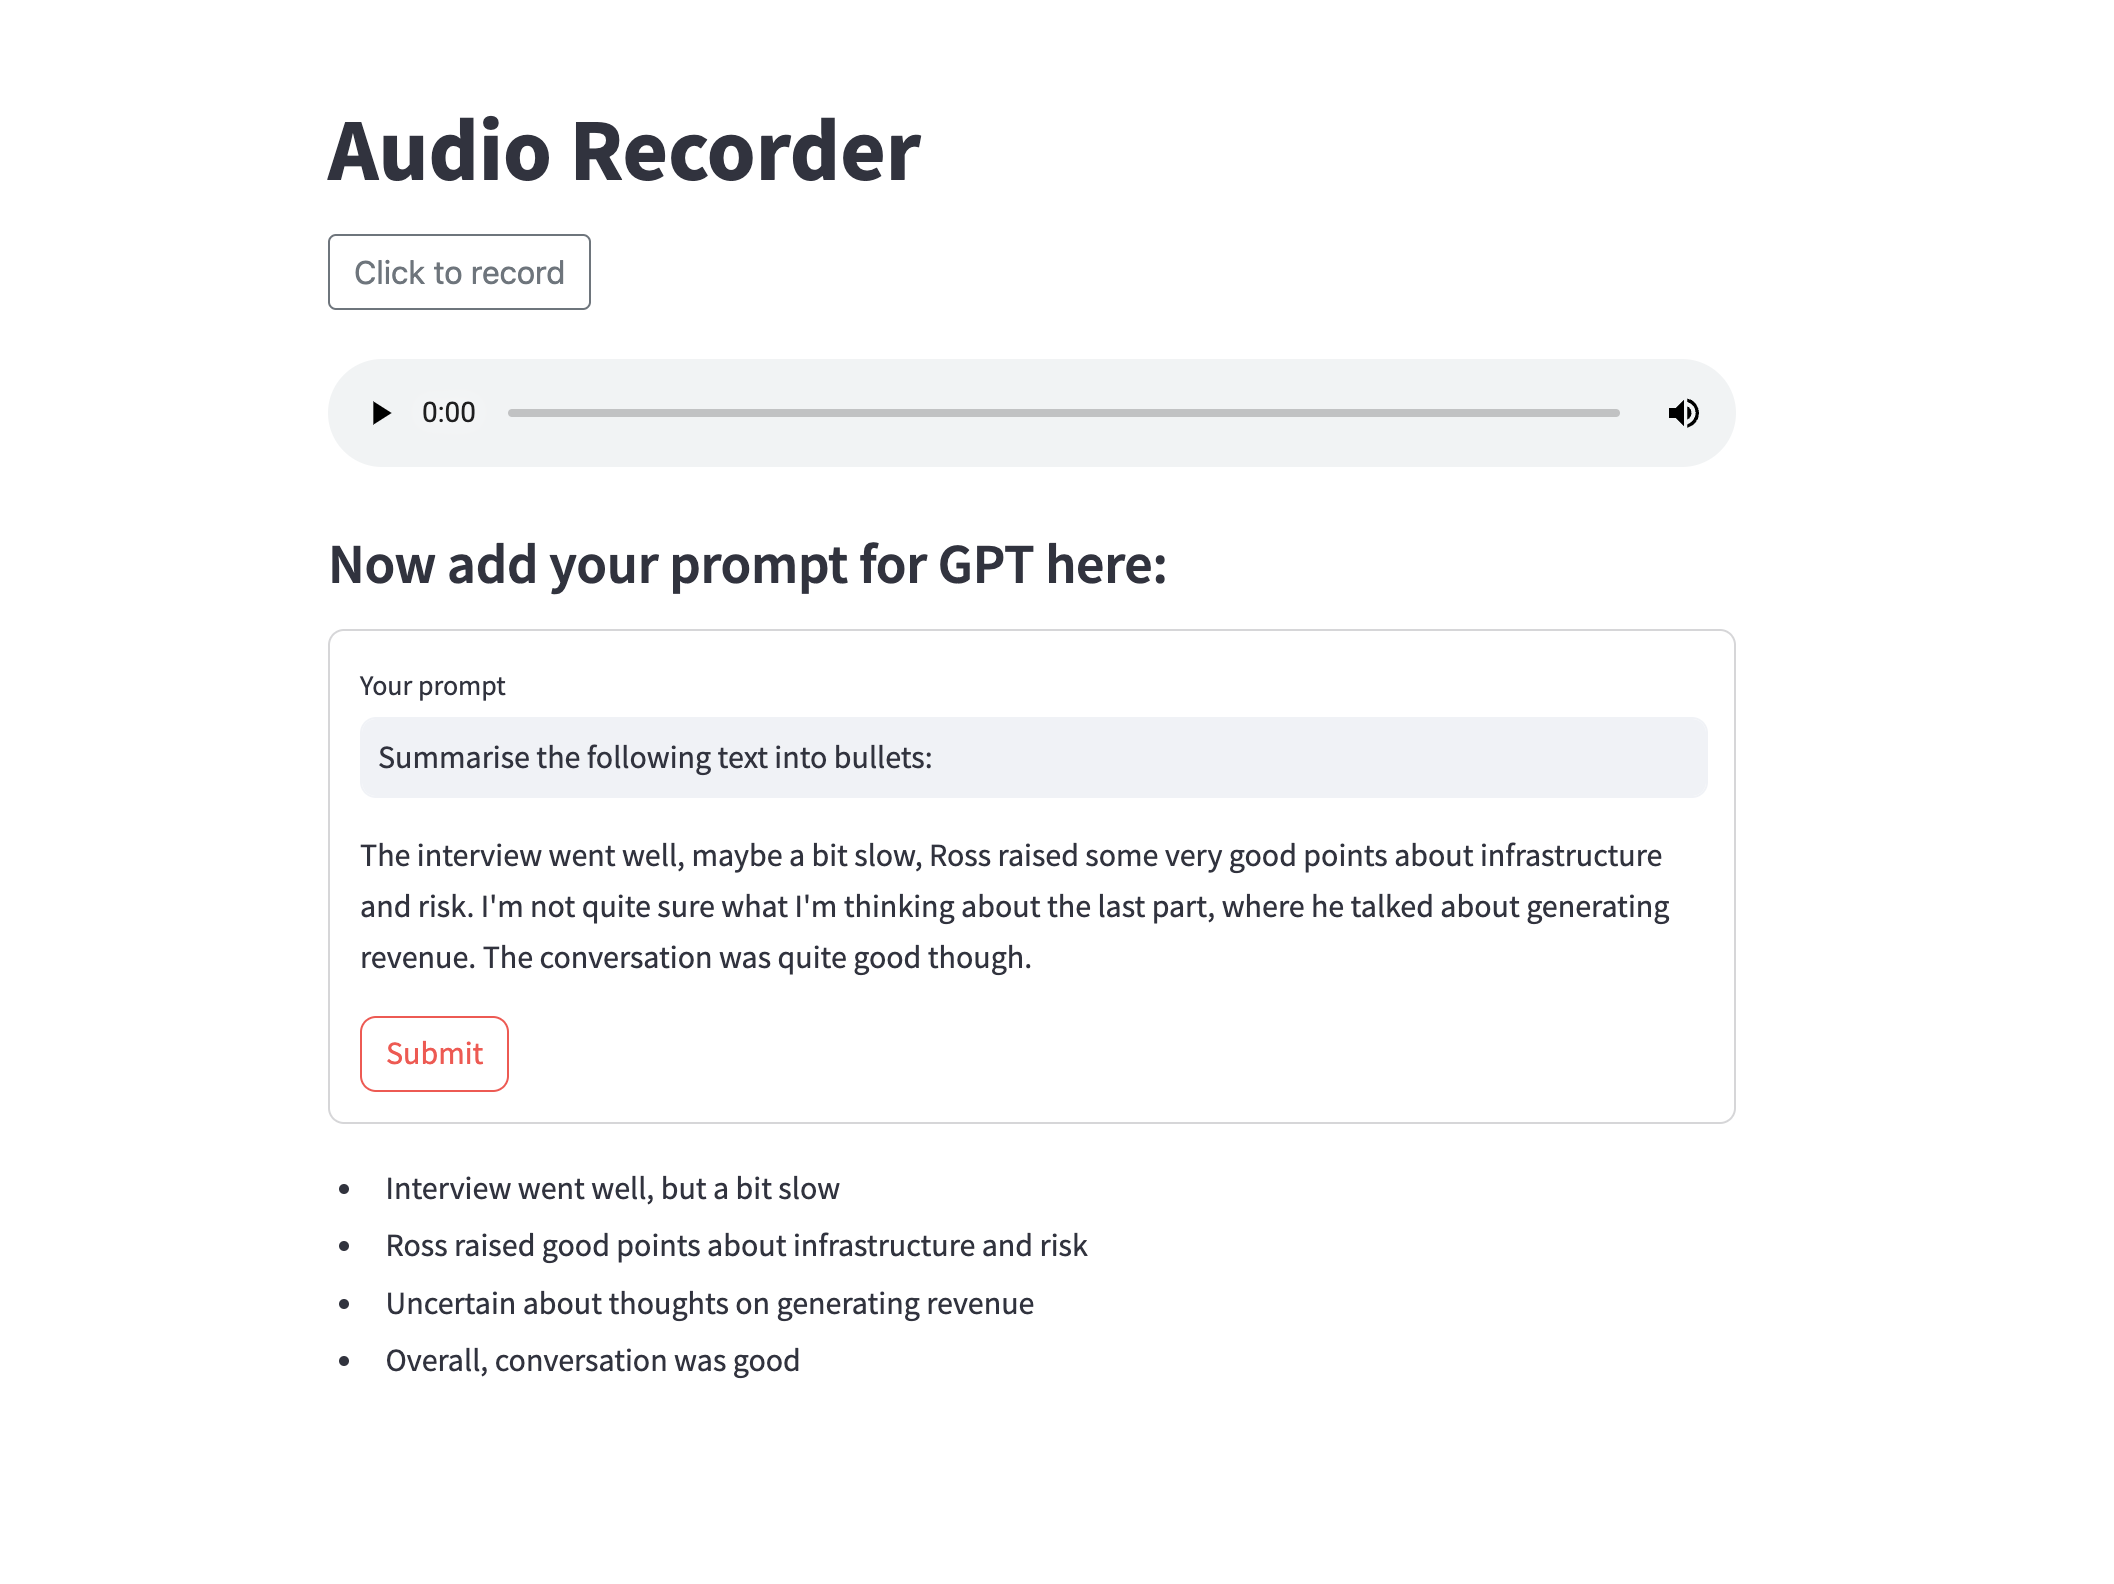 Audio Recorder
Click to record
0:00
Now add your prompt for GPT here:
Your prompt
Summarise the following text into bullets:
The interview went well, maybe a bit slow, Ross raised some very good points about infrastructure
and risk. I'm not quite sure what I'm thinking about the last part, where he talked about generating
revenue. The conversation was quite good though.
Submit
• Interview went well, but a bit slow
• Ross raised good points about infrastructure and risk
• Uncertain about thoughts on generating revenue
• Overall, conversation was good